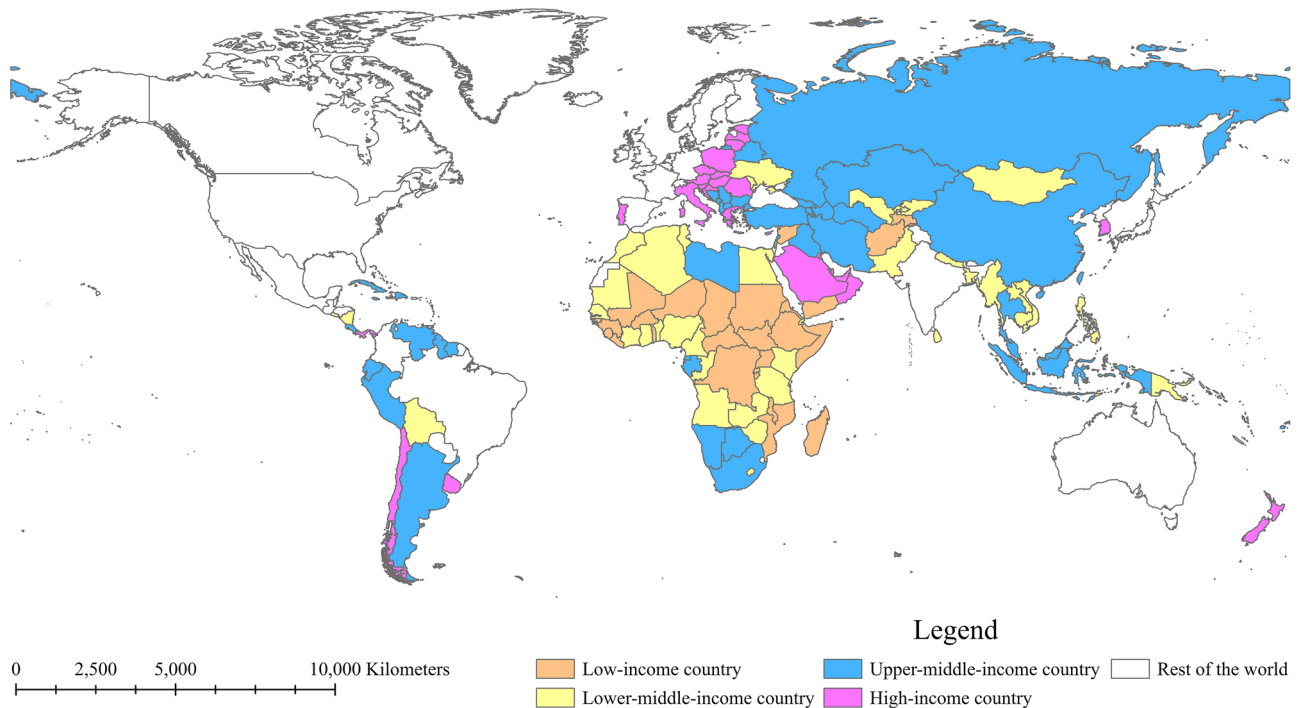 Legend
0 2,500 5,000 10,000 Kilometers
Low-income country
Lower-middle-income country
Upper-middle-income country
High-income country
Rest of the world